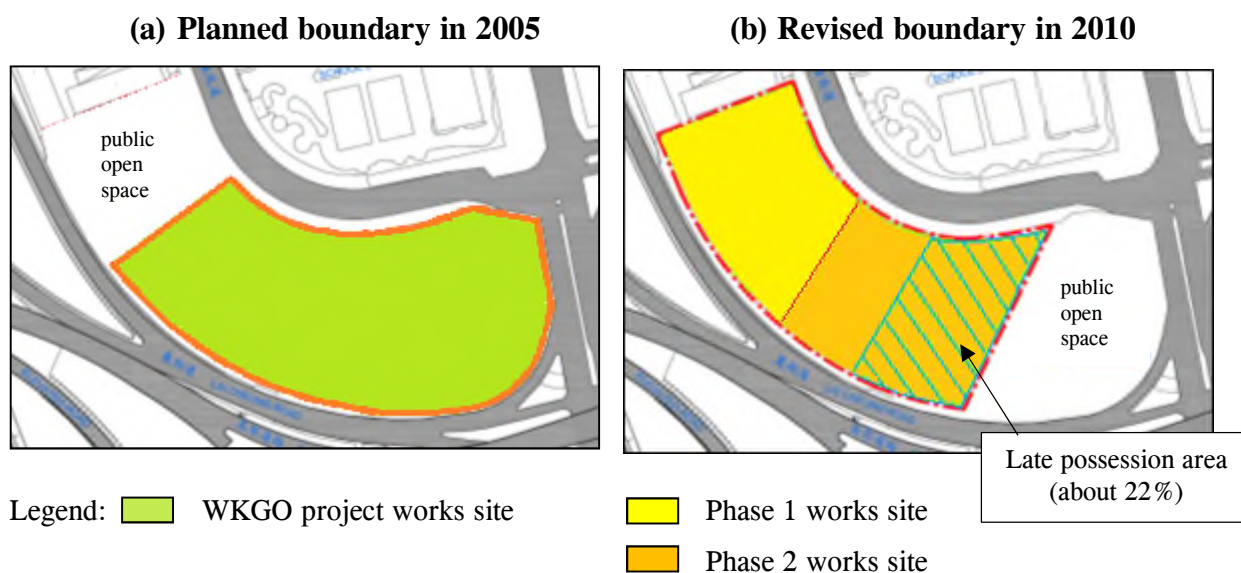 (a) Planned boundary in 2005
(b) Revised boundary in 2010
public
open
space
public
open
space
Late possession area
(about 22%)
Legend:
WKGO project works site
Phase 1 works site
Phase 2 works site